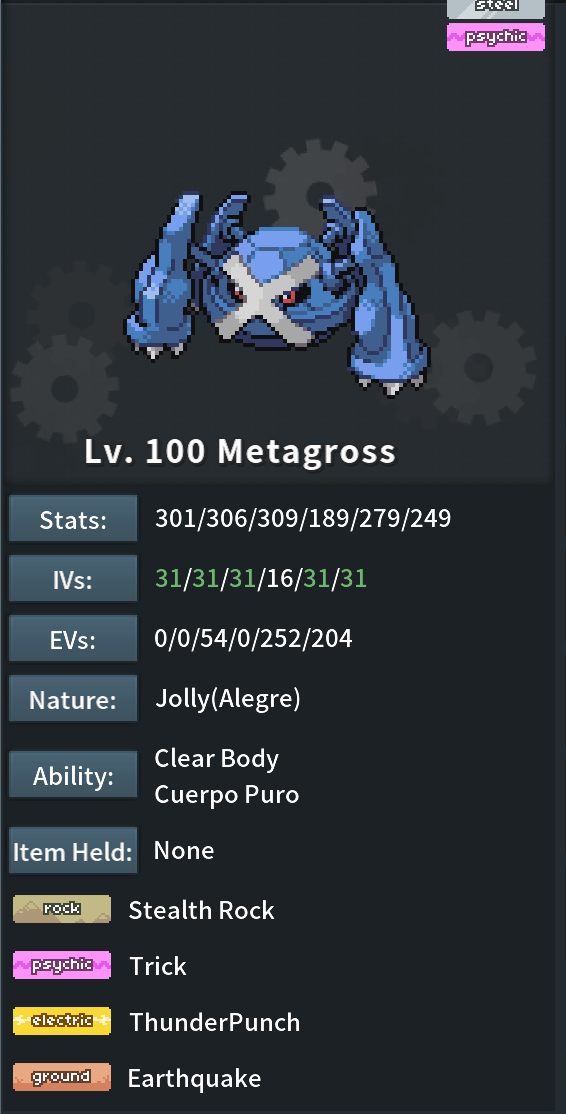 steel
psychic
Lv. 100 Metagross
Stats: 301/306/309/189/279/249
IVs: 31/31/31/16/31/31
EVs: 0/0/54/0/252/204
Nature: Jolly(Alegre)
Ability: Clear Body
Cuerpo Puro
Item Held: None
rock Stealth Rock
psychic Trick
electric ThunderPunch
ground Earthquake